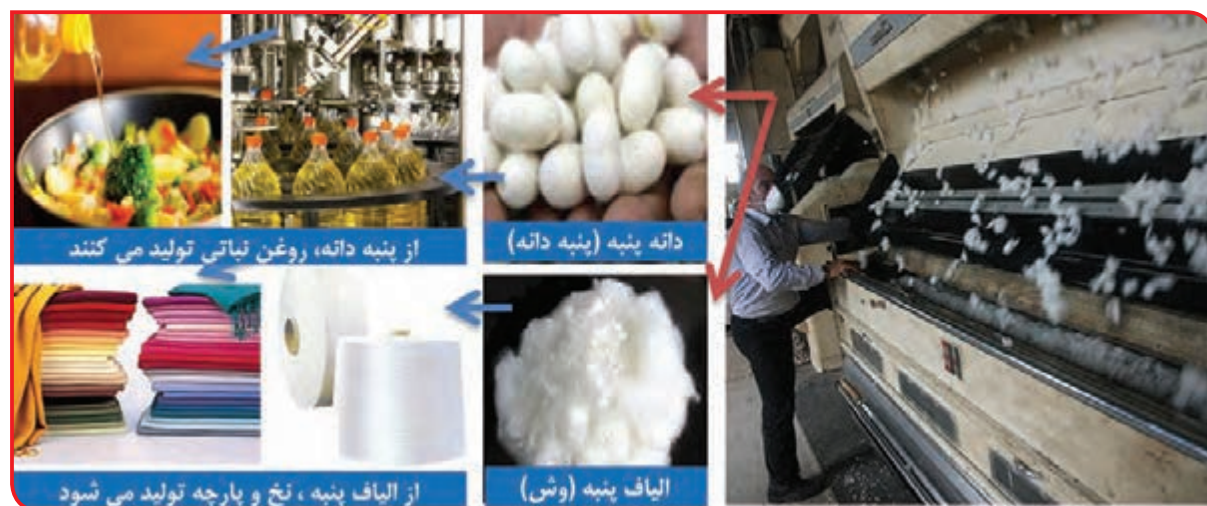 دانه پنبه (پنبه دانه)
از پنبه دانه، روغن نباتی تولید می کنند
الیاف پنبه (وش)
از الیاف پنبه ، نخ و پارچه تولید می شود